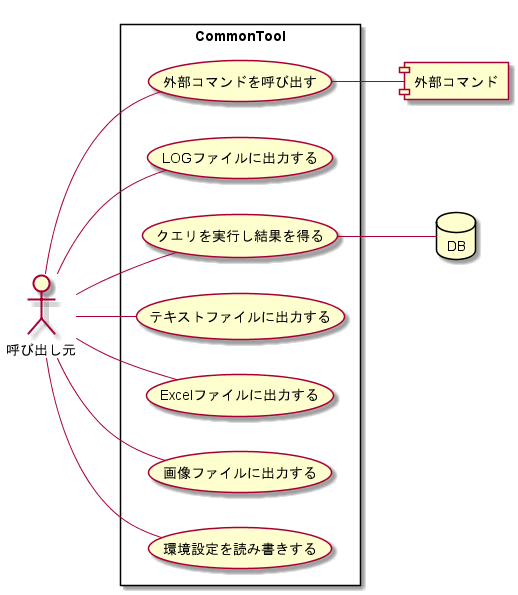 CommonTool
外部コマンドを呼び出す
外部コマンド
LOGファイルに出力する
クエリを実行し結果を得る
DB
テキストファイルに出力する
呼び出し元
Excelファイルに出力する
画像ファイルに出力する
環境設定を読み書きする